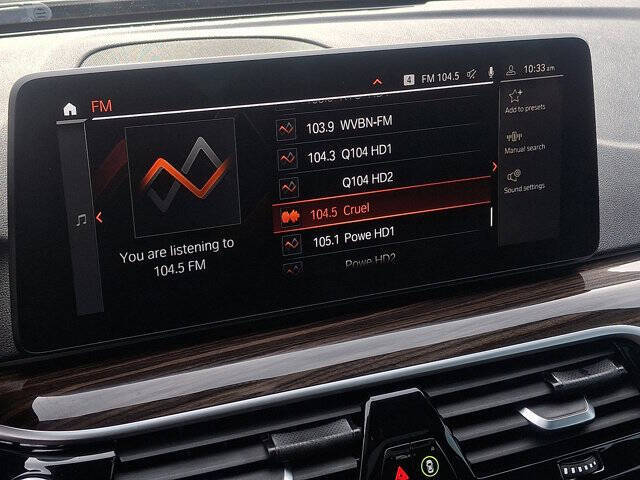 4 FM 104.5 10:33 am
FM
Add to presets
103.9 WVBN-FM
104.3 Q104 HD1
Manual search
Q104 HD2
Sound settings
104.5 Cruel
105.1 Powe HD1
Powe HD2
You are listening to
104.5 FM